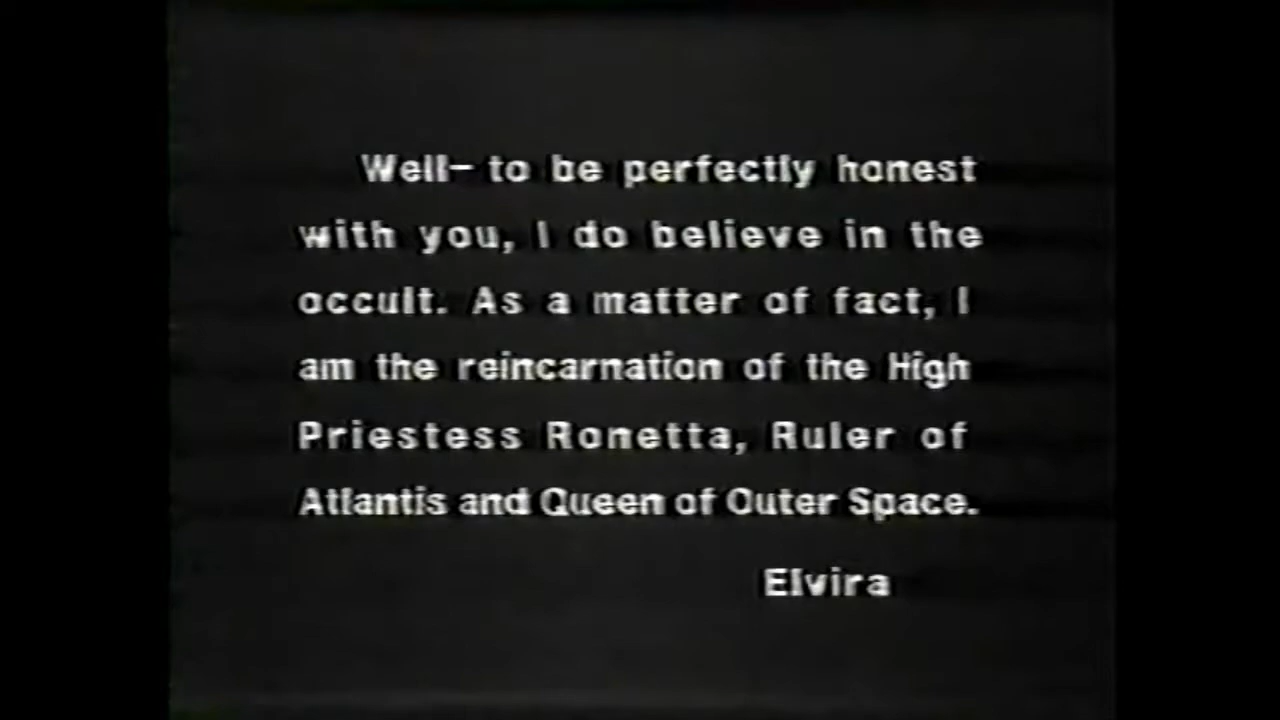 Well- to be perfectly honest
with you, I do believe in the
occult. As a matter of fact, I
am the reincarnation of the High
Priestess Ronetta, Ruler of
Atlantis and Queen of Outer Space.
Elvira